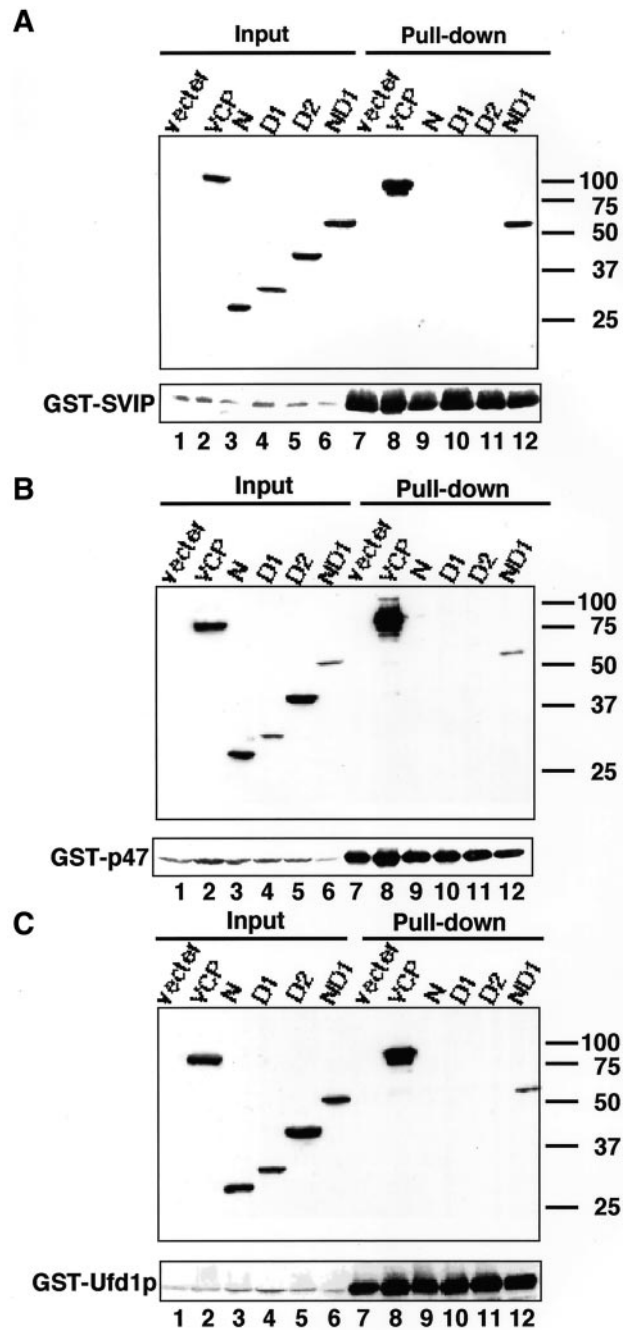 A
Input Pull-down
Vecter VCP N D1 D2 ND1 Vecter VCP N D1 D2 ND1
100
75
50
37
25
GST-SVIP
1 2 3 4 5 6 7 8 9 10 11 12
B
Input Pull-down
Vecter VCP N D1 D2 ND1 Vecter VCP N D1 D2 ND1
100
75
50
37
25
GST-p47
1 2 3 4 5 6 7 8 9 10 11 12
C
Input Pull-down
Vecter VCP N D1 D2 ND1 Vecter VCP N D1 D2 ND1
100
75
50
37
25
GST-Ufd1p
1 2 3 4 5 6 7 8 9 10 11 12